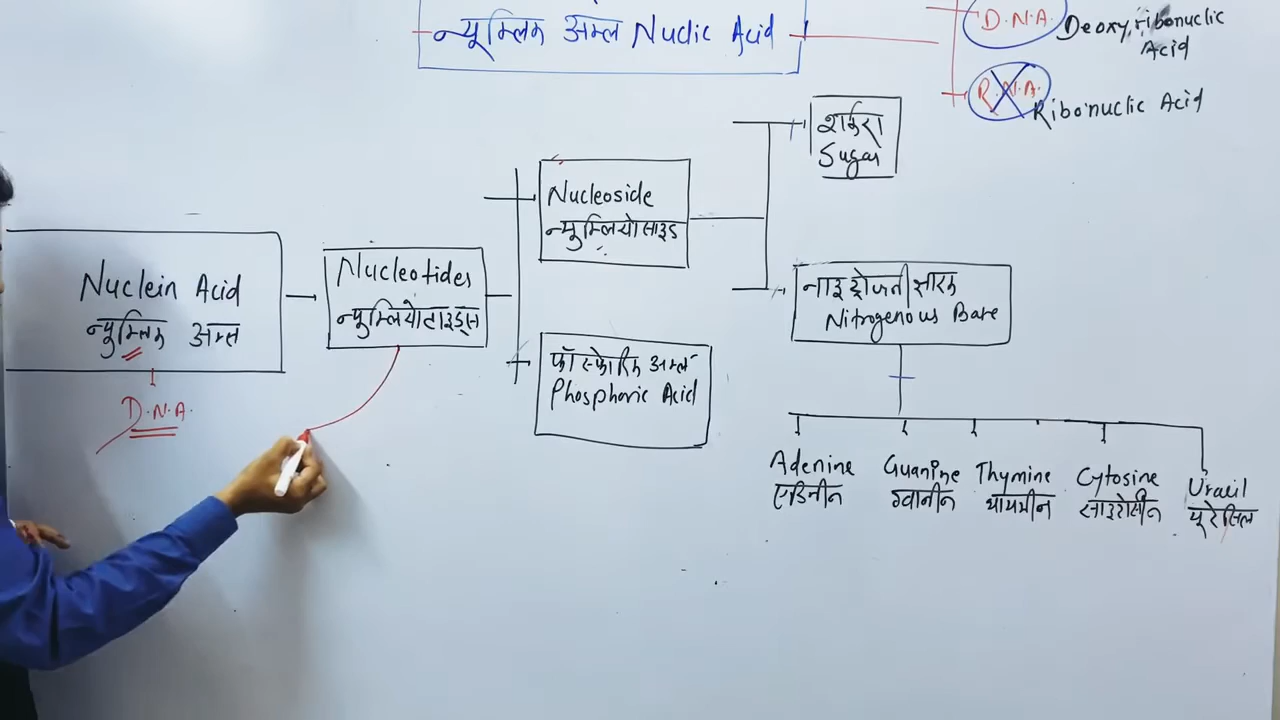 न्यूक्लिक अम्ल Nuclic Acid
D.N.A.
Deoxyribonuclic
Acid
R.N.A.
Ribonuclic Acid
शर्करा
Sugar
Nucleoside
न्यूक्लियोसाइड
Nuclein Acid
न्यूक्लिक अम्ल
D.N.A.
Nucleotides
न्यूक्लियोटाइड्स
फॉस्फोरिक अम्ल
Phosphoric Acid
नाइट्रोजनी क्षारक
Nitrogenous Base
Adenine
एडिनीन
Guanine
ग्वानीन
Thymine
थायमीन
Cytosine
साइटोसीन
Uracil
यूरेसिल